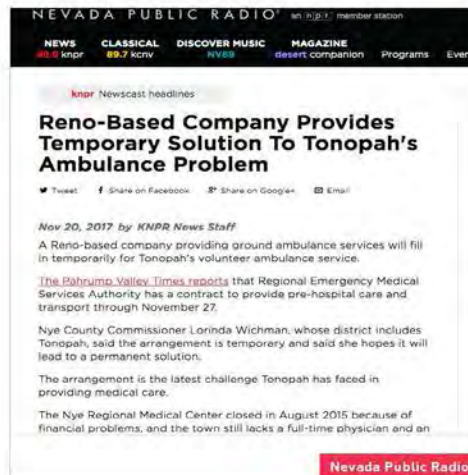 NEVADA PUBLIC RADIO® an npr member station
NEWS CLASSICAL DISCOVER MUSIC MAGAZINE
88.9 knpr 89.7 kcnv NV89 desert companion Programs Even
knpr Newscast headlines
Reno-Based Company Provides
Temporary Solution To Tonopah's
Ambulance Problem
Tweet Share on Facebook Share on Google+ Email
Nov 20, 2017 by KNPR News Staff
A Reno-based company providing ground ambulance services will fill
in temporarily for Tonopah's volunteer ambulance service.
The Pahrump Valley Times reports that Regional Emergency Medical
Services Authority has a contract to provide pre-hospital care and
transport through November 27.
Nye County Commissioner Lorinda Wichman, whose district includes
Tonopah, said the arrangement is temporary and said she hopes it will
lead to a permanent solution.
The arrangement is the latest challenge Tonopah has faced in
providing medical care.
The Nye Regional Medical Center closed in August 2015 because of
financial problems, and the town still lacks a full-time physician and an
Nevada Public Radio